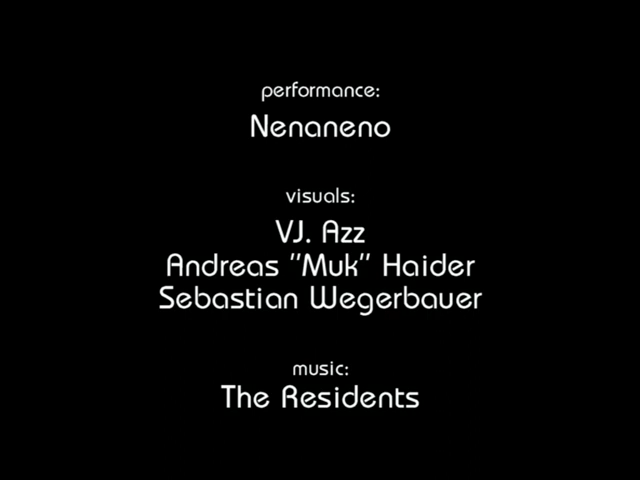 performance:
Nenaneno
visuals:
VJ. Azz
Andreas "Muk" Haider
Sebastian Wegerbauer
music:
The Residents